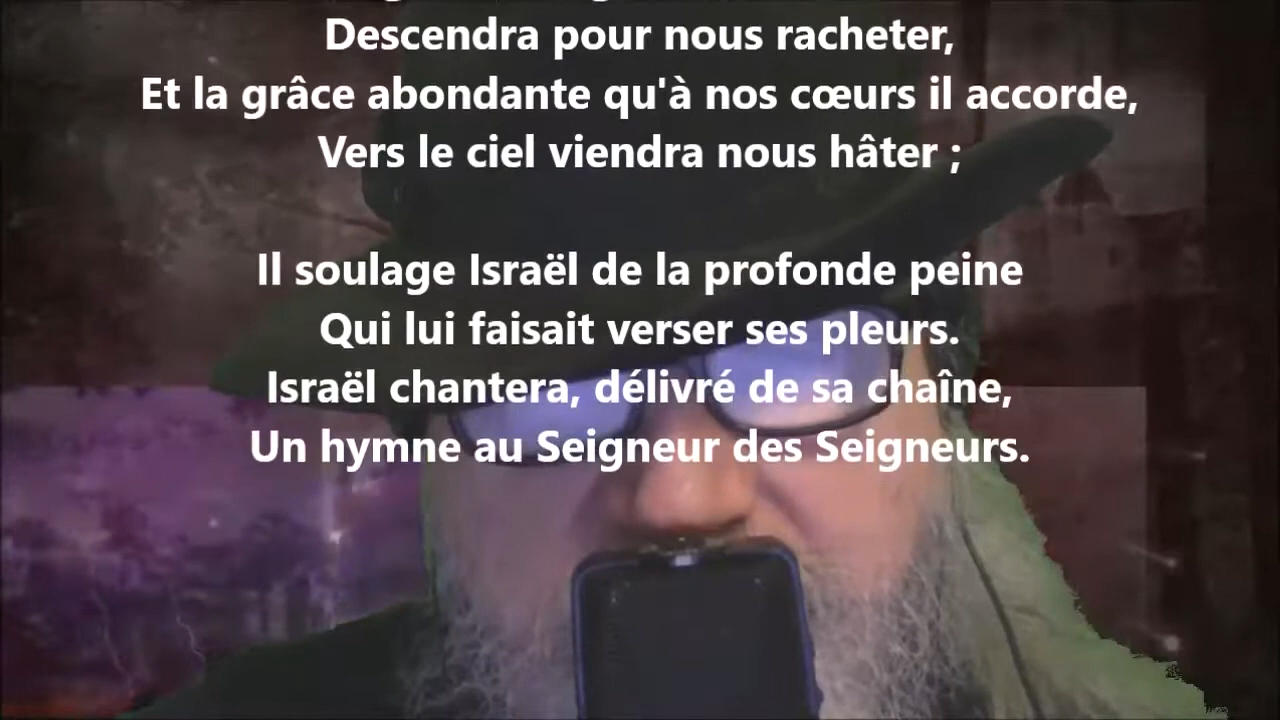 Descendra pour nous racheter,
Et la grâce abondante qu'à nos cœurs il accorde,
Vers le ciel viendra nous hâter ;
Il soulage Israël de la profonde peine
Qui lui faisait verser ses pleurs.
Israël chantera, délivré de sa chaîne,
Un hymne au Seigneur des Seigneurs.